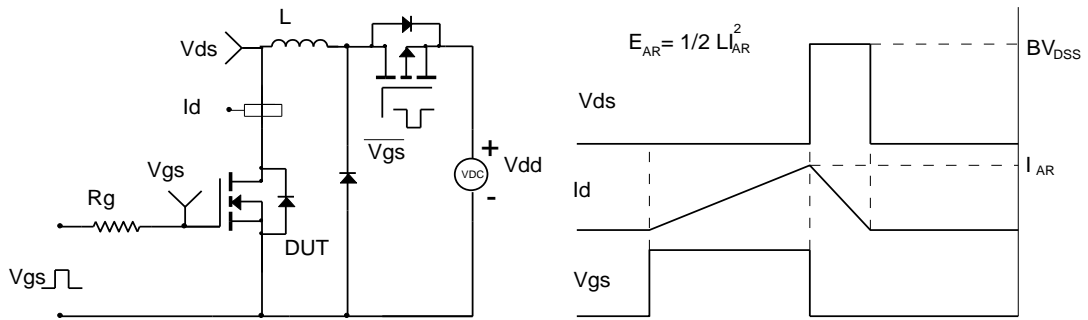 L
Vds
Id
Vgs
Rg
DUT
Vgs
Vgs
+
VDC
Vdd
-
E_AR = 1/2 LI_AR^2
BV_DSS
Vds
I_AR
Id
Vgs